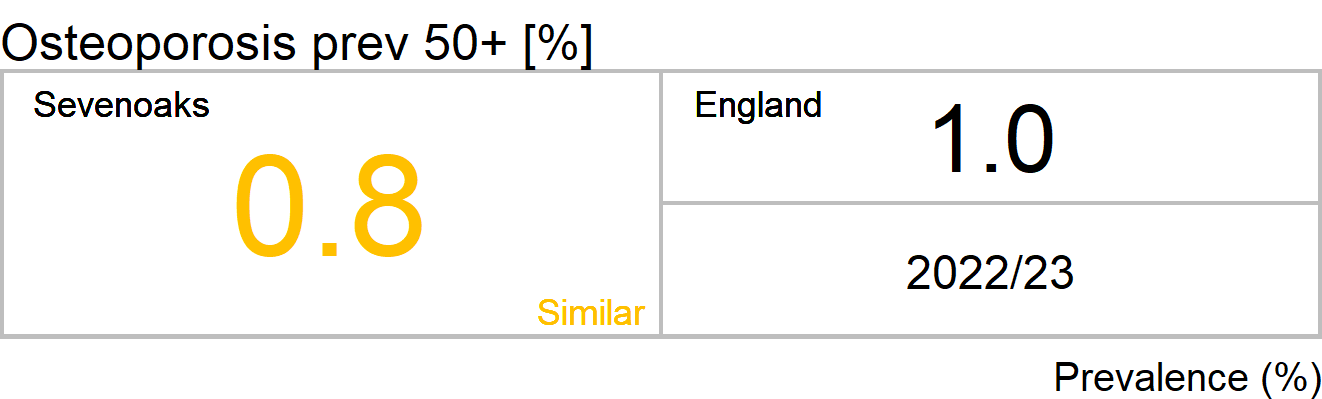 Osteoporosis prev 50+ [%]
Sevenoaks
0.8
Similar
England
1.0
2022/23
Prevalence (%)